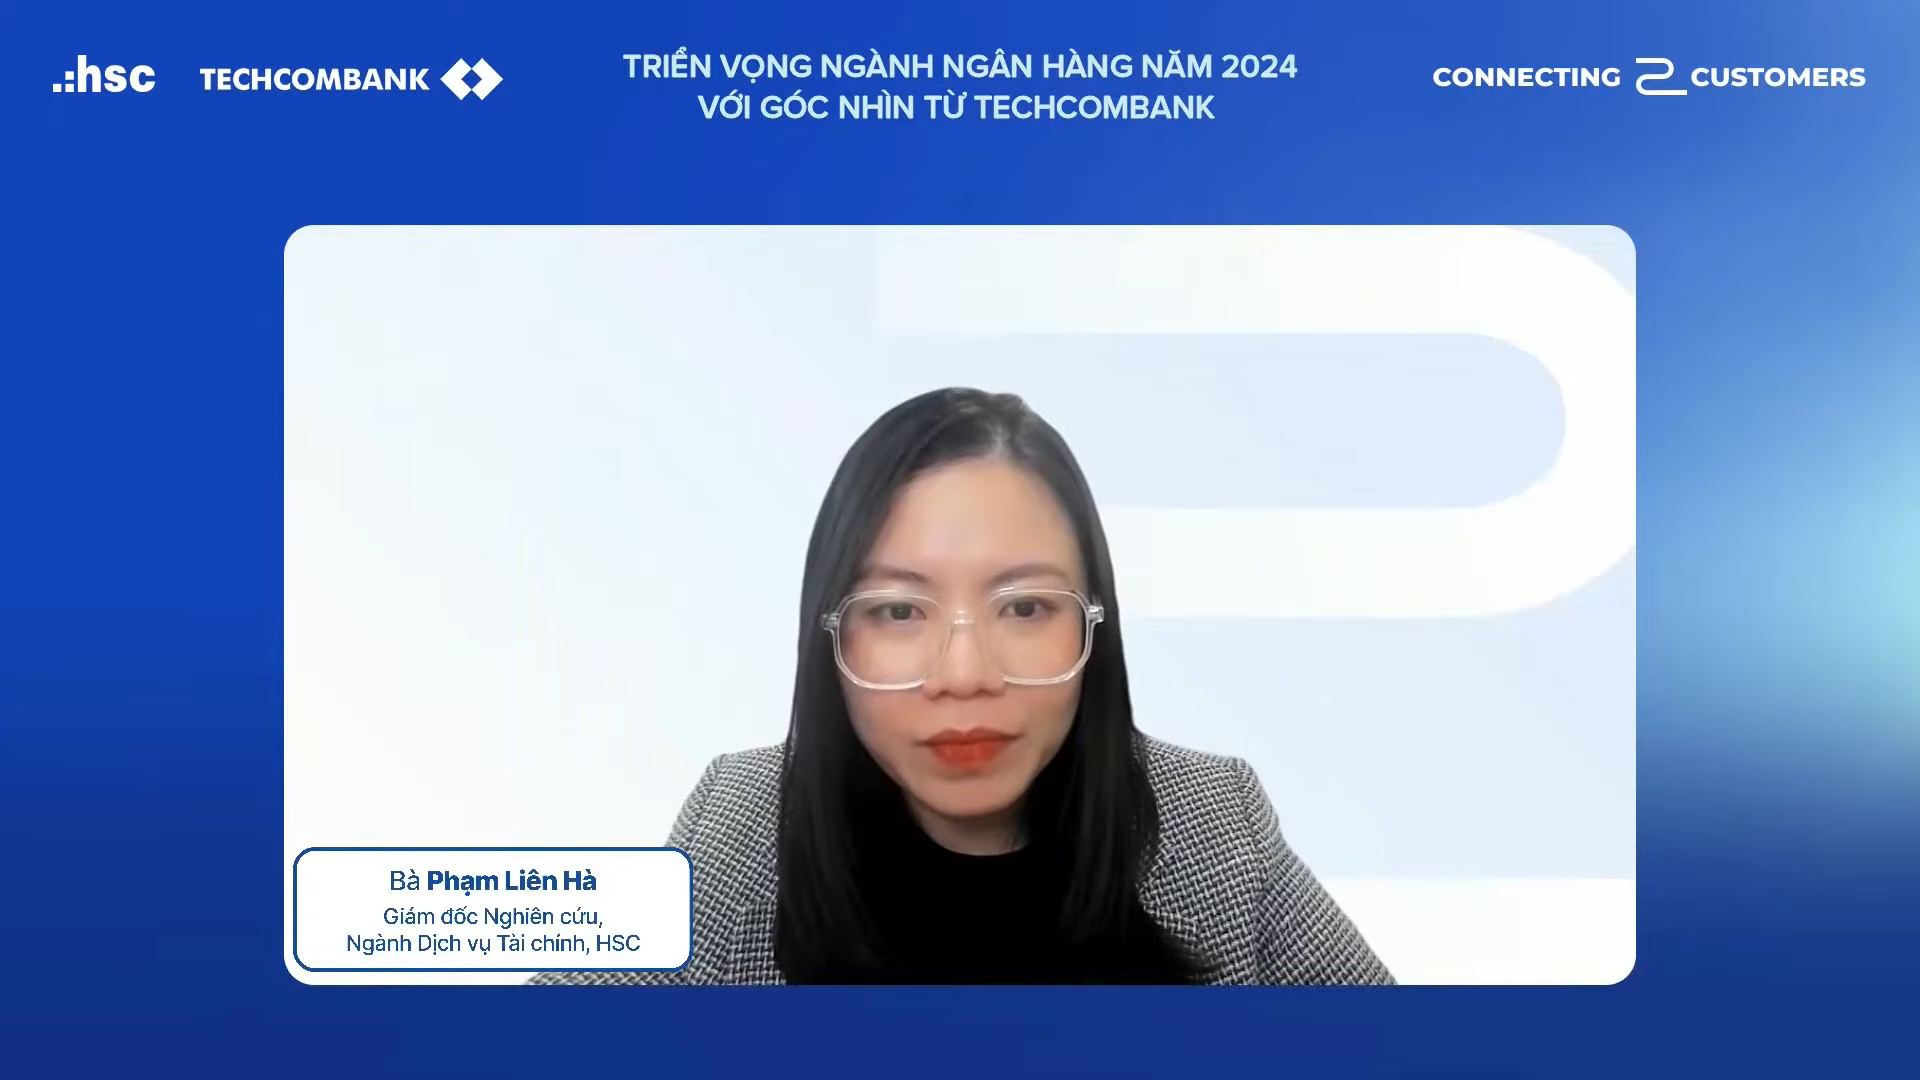 .:hsc
TECHCOMBANK
TRIỂN VỌNG NGÀNH NGÂN HÀNG NĂM 2024
VỚI GÓC NHÌN TỪ TECHCOMBANK
CONNECTING 2 CUSTOMERS
Bà Phạm Liên Hà
Giám đốc Nghiên cứu,
Ngành Dịch vụ Tài chính, HSC